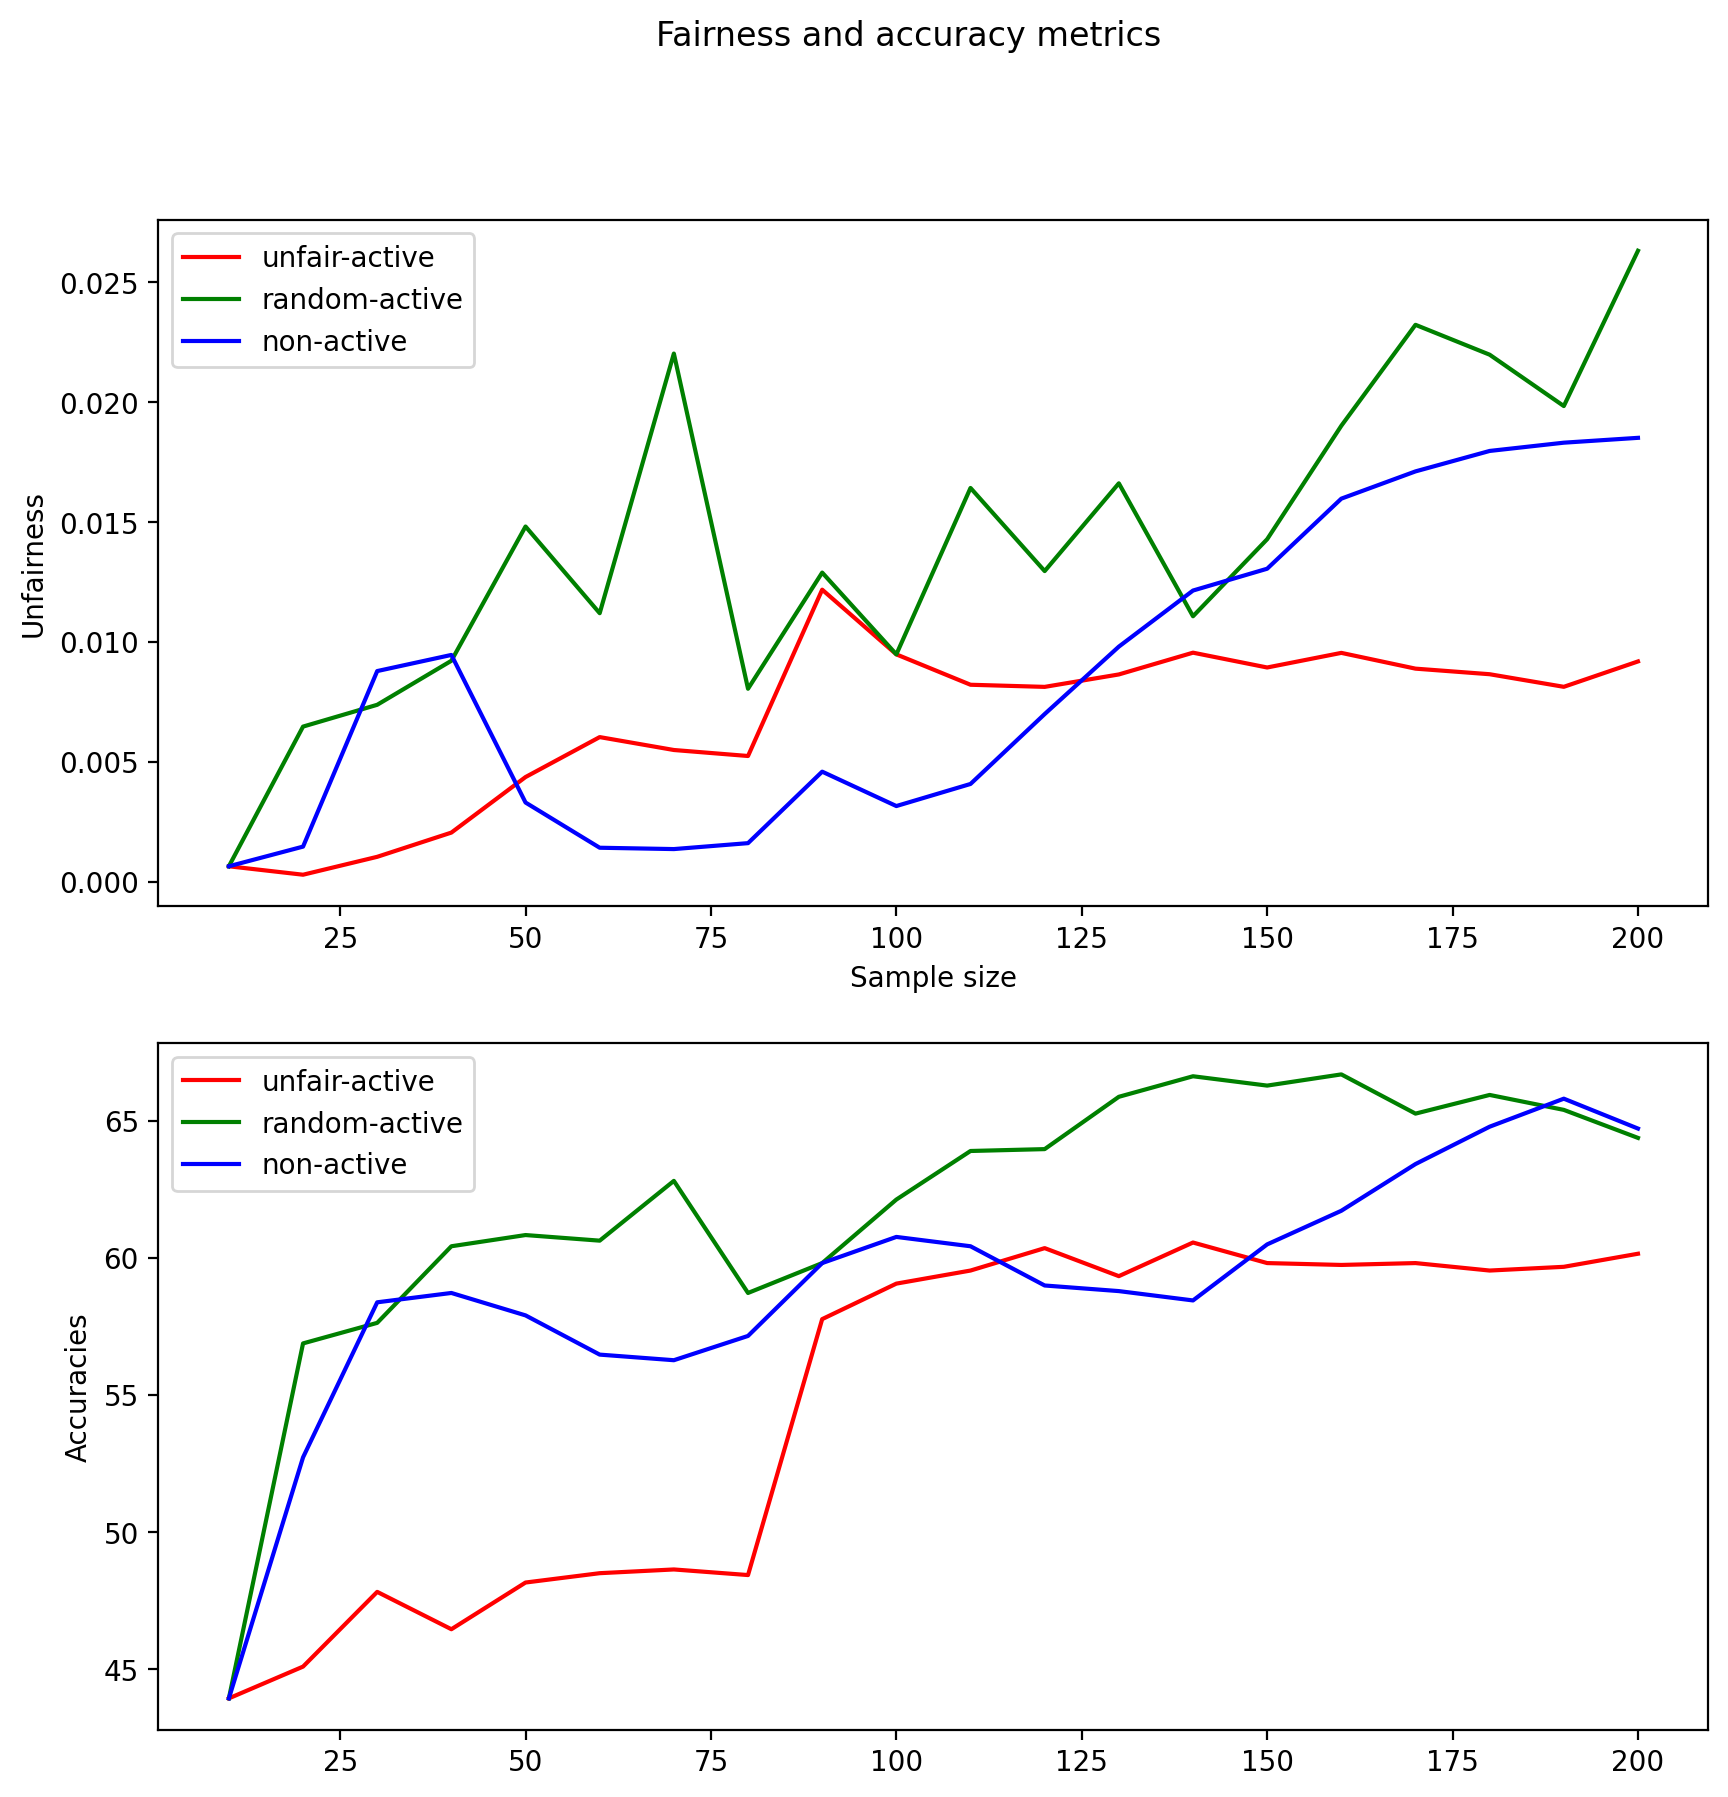 Fairness and accuracy metrics
unfair-active
random-active
non-active
0.025
0.020
0.015
0.010
0.005
0.000
Unfairness
25 50 75 100 125 150 175 200
Sample size
unfair-active
random-active
non-active
65
60
55
50
45
Accuracies
25 50 75 100 125 150 175 200